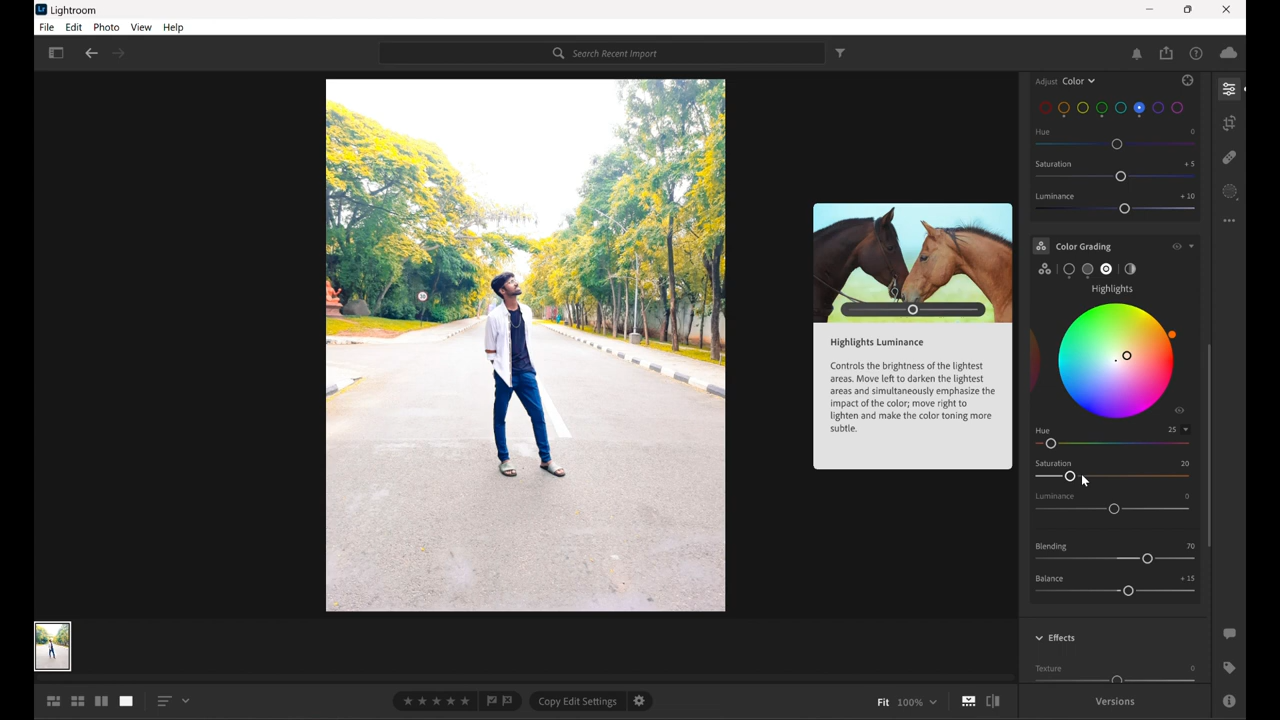 Lr Lightroom
File Edit Photo View Help
Search Recent Import
Adjust Color
Hue 0
Saturation + 5
Luminance + 10
Color Grading
Highlights
Highlights Luminance
Controls the brightness of the lightest
areas. Move left to darken the lightest
areas and simultaneously emphasize the
impact of the color; move right to
lighten and make the color toning more
subtle.
Hue 25
Saturation 20
Luminance 0
Blending 70
Balance + 15
Effects
Texture 0
Copy Edit Settings
Fit 100%
Versions